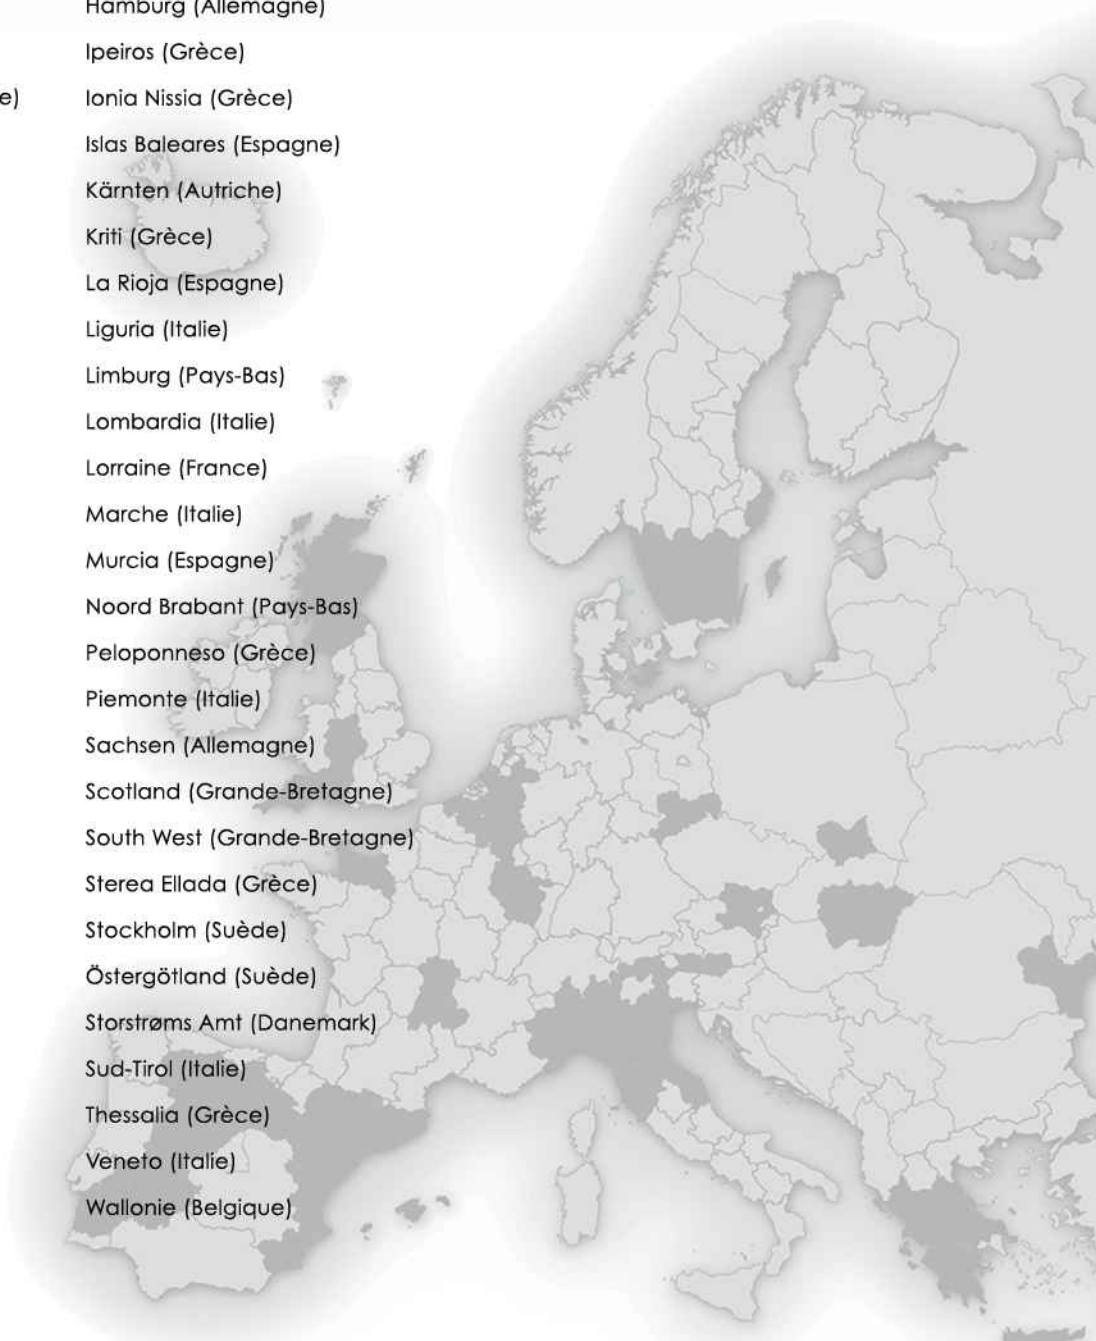 Hamburg (Allemagne)
Ipeiros (Grèce)
e)
Ionia Nissia (Grèce)
Islas Baleares (Espagne)
Kärnten (Autriche)
Kriti (Grèce)
La Rioja (Espagne)
Liguria (Italie)
Limburg (Pays-Bas)
Lombardia (Italie)
Lorraine (France)
Marche (Italie)
Murcia (Espagne)
Noord Brabant (Pays-Bas)
Peloponneso (Grèce)
Piemonte (Italie)
Sachsen (Allemagne)
Scotland (Grande-Bretagne)
South West (Grande-Bretagne)
Sterea Ellada (Grèce)
Stockholm (Suède)
Östergötland (Suède)
Storstrøms Amt (Danemark)
Sud-Tirol (Italie)
Thessalia (Grèce)
Veneto (Italie)
Wallonie (Belgique)